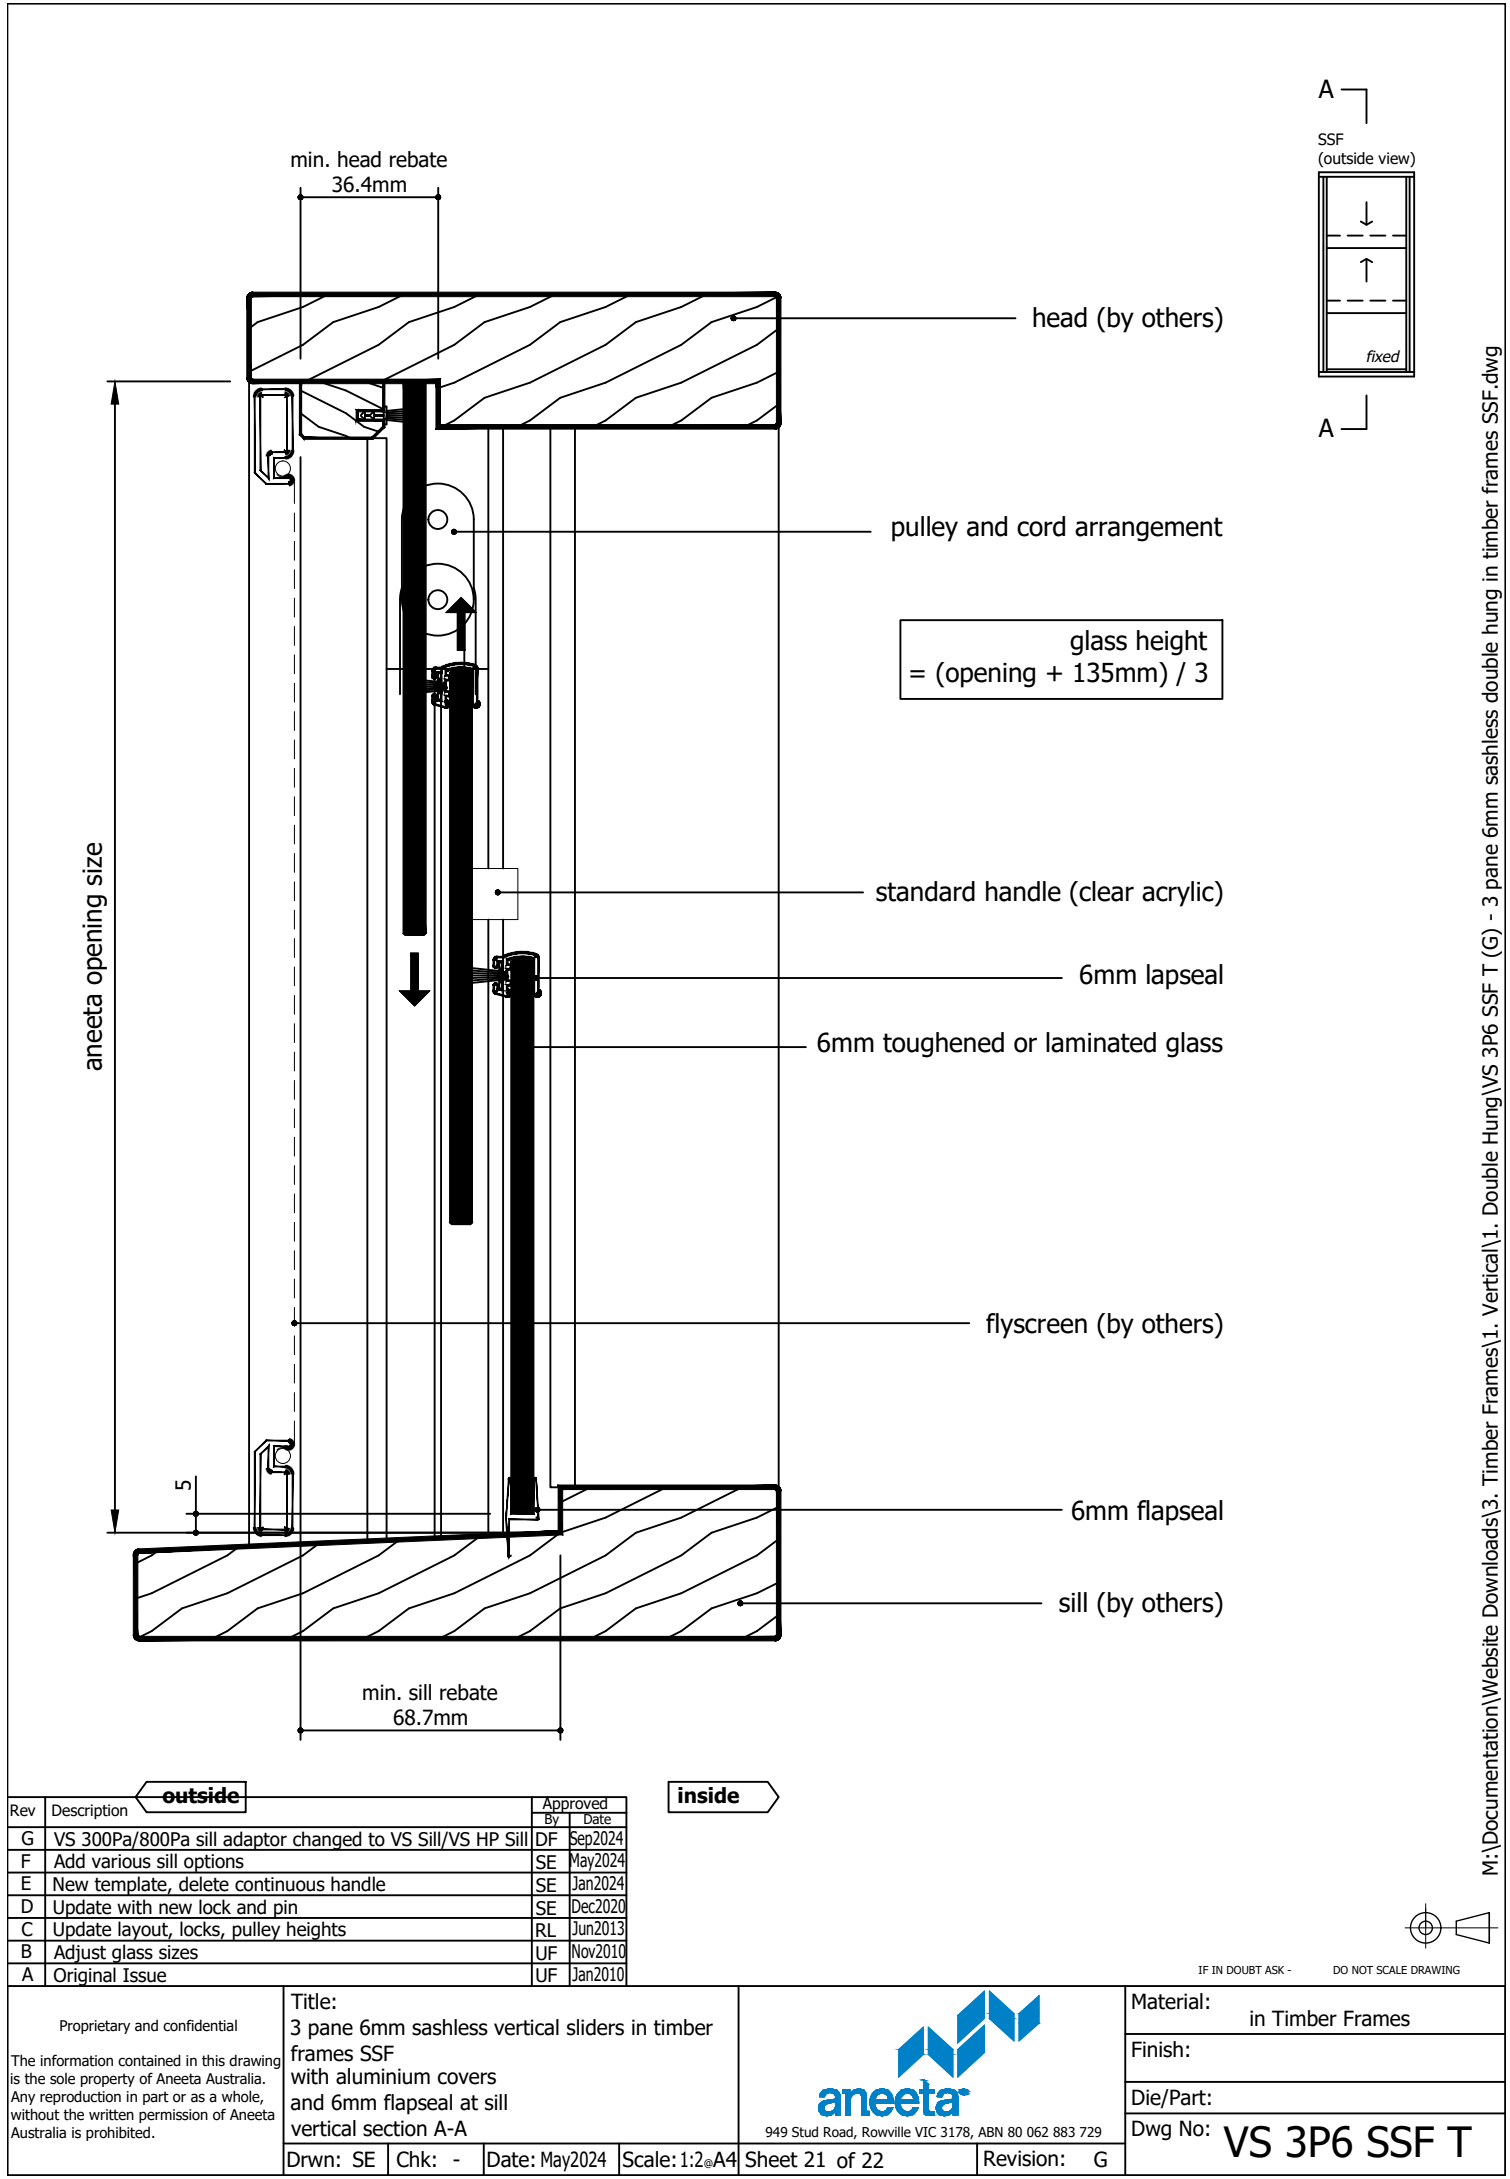 A
SSF
(outside view)
fixed
A
min. head rebate
36.4mm
head (by others)
pulley and cord arrangement
glass height
= (opening + 135mm) / 3
standard handle (clear acrylic)
6mm lapseal
6mm toughened or laminated glass
aneeta opening size
flyscreen (by others)
5
6mm flapseal
sill (by others)
min. sill rebate
68.7mm
outside
inside
M:\Documentation\Website Downloads\3. Timber Frames\1. Vertical\1. Double Hung\VS 3P6 SSF T (G) - 3 pane 6mm sashless double hung in timber frames SSF.dwg
Rev Description Approved
By Date
G VS 300Pa/800Pa sill adaptor changed to VS Sill/VS HP Sill DF Sep2024
F Add various sill options SE May2024
E New template, delete continuous handle SE Jan2024
D Update with new lock and pin SE Dec2020
C Update layout, locks, pulley heights RL Jun2013
B Adjust glass sizes UF Nov2010
A Original Issue UF Jan2010
IF IN DOUBT ASK - DO NOT SCALE DRAWING
Proprietary and confidential
The information contained in this drawing
is the sole property of Aneeta Australia.
Any reproduction in part or as a whole,
without the written permission of Aneeta
Australia is prohibited.
Title:
3 pane 6mm sashless vertical sliders in timber
frames SSF
with aluminium covers
and 6mm flapseal at sill
vertical section A-A
Drwn: SE Chk: - Date: May2024 Scale: 1:2@A4 Sheet 21 of 22 Revision: G
aneeta
949 Stud Road, Rowville VIC 3178, ABN 80 062 883 729
Material:
in Timber Frames
Finish:
Die/Part:
Dwg No: VS 3P6 SSF T